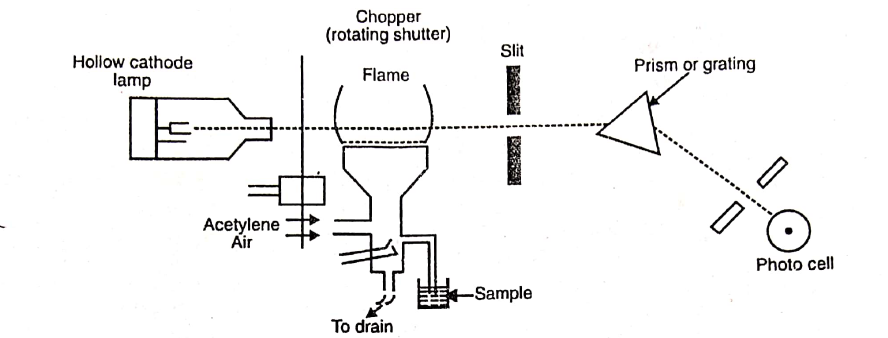 Chopper
(rotating shutter)
Hollow cathode
lamp
Flame
Slit
Prism or grating
Acetylene
Air
Sample
To drain
Photo cell